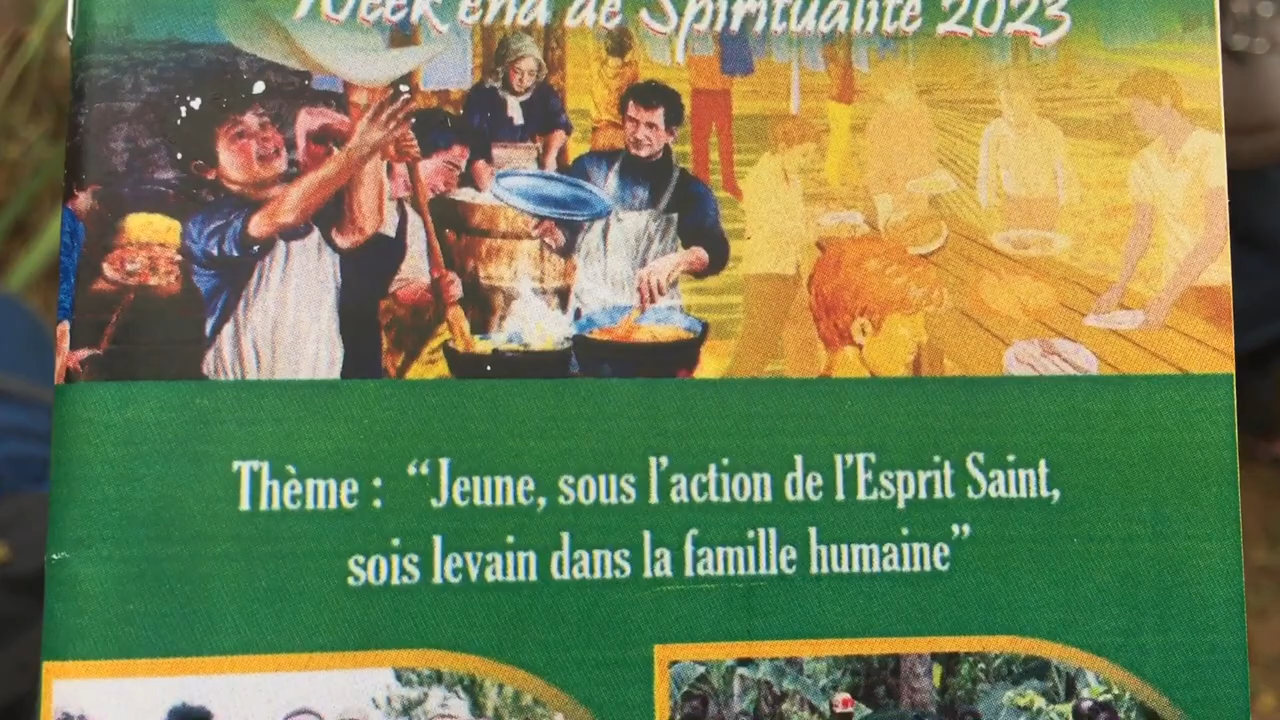 Week end de Spiritualité 2023
Thème : “Jeune, sous l’action de l’Esprit Saint,
sois levain dans la famille humaine”